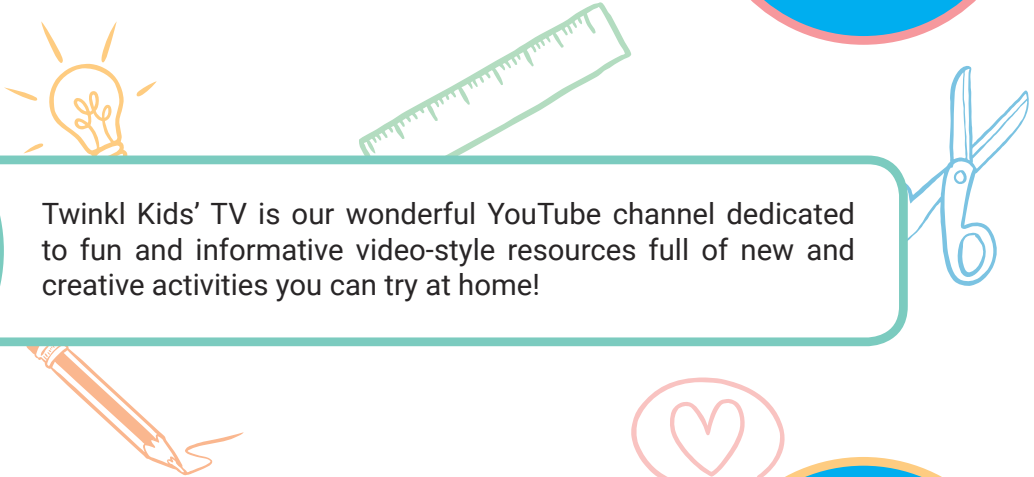 Twinkl Kids’ TV is our wonderful YouTube channel dedicated
to fun and informative video-style resources full of new and
creative activities you can try at home!